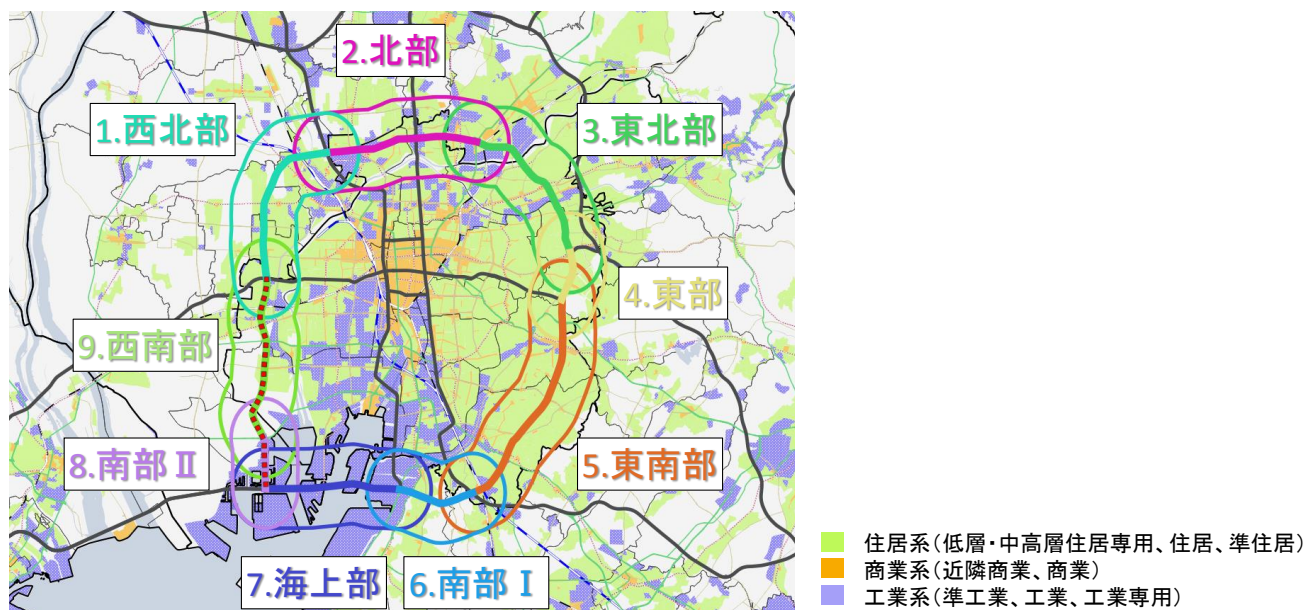 2.北部
1.西北部
3.東北部
4.東部
9.西南部
8.南部Ⅱ
5.東南部
7.海上部
6.南部Ⅰ
住居系(低層・中高層住居専用、住居、準住居)
商業系(近隣商業、商業)
工業系(準工業、工業、工業専用)